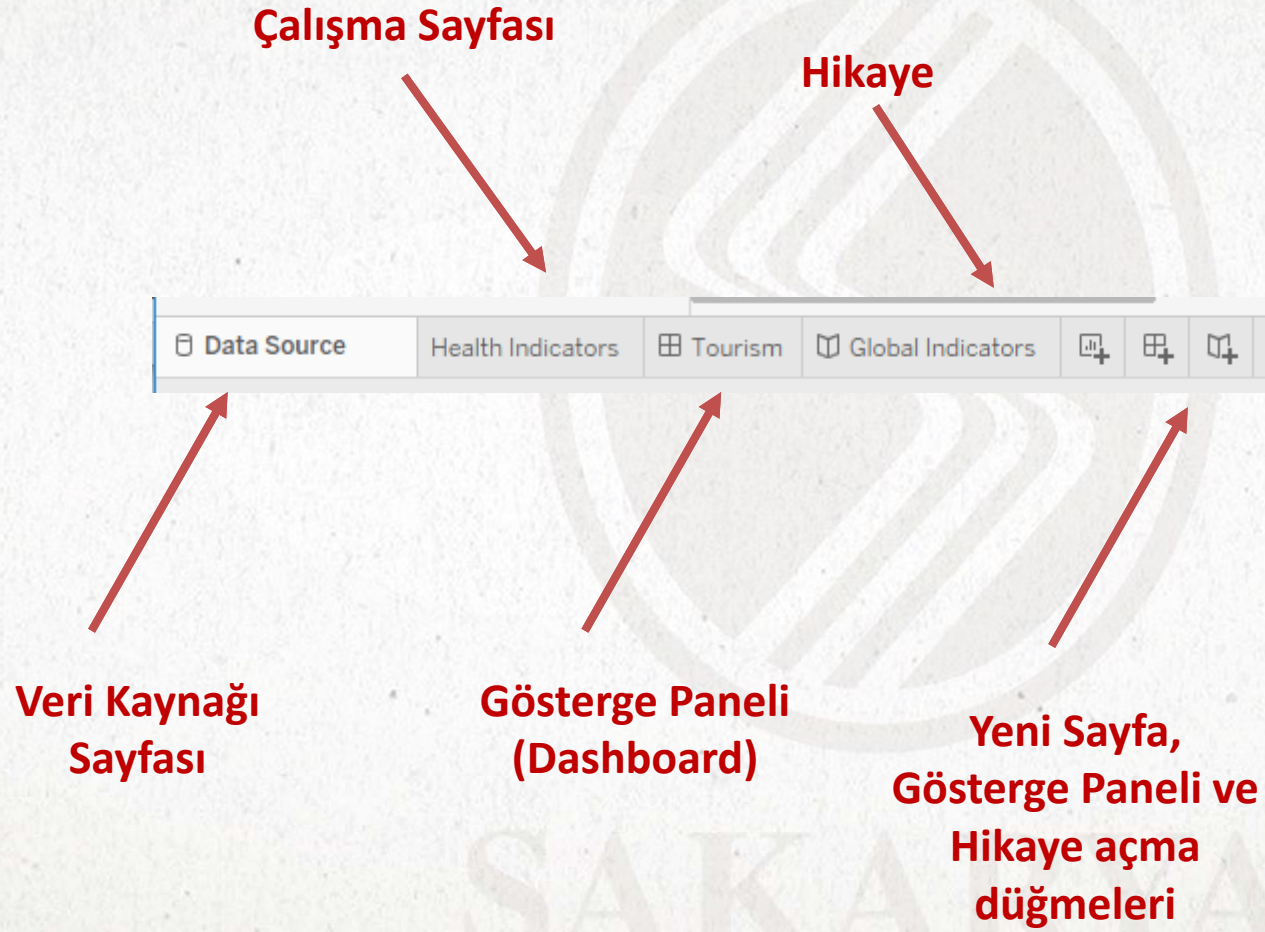 Çalışma Sayfası
Hikaye
Data Source
Health Indicators
Tourism
Global Indicators
Veri Kaynağı
Sayfası
Gösterge Paneli
(Dashboard)
Yeni Sayfa,
Gösterge Paneli ve
Hikaye açma
düğmeleri
SAKARYA